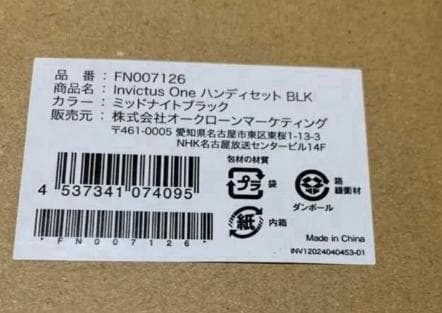 品 番：FN007126
商品名：Invictus One ハンディセット BLK
カラー：ミッドナイトブラック
販売元：株式会社オークローンマーケティング
〒461-0005 愛知県名古屋市東区東桜1-13-3
NHK名古屋放送センタービル14F
包材の材質
プラ 袋
箱
緩衝材
ダンボール
紙 内箱
4 537341 074095
*FN007126*
Made in China
INV12024040453-01